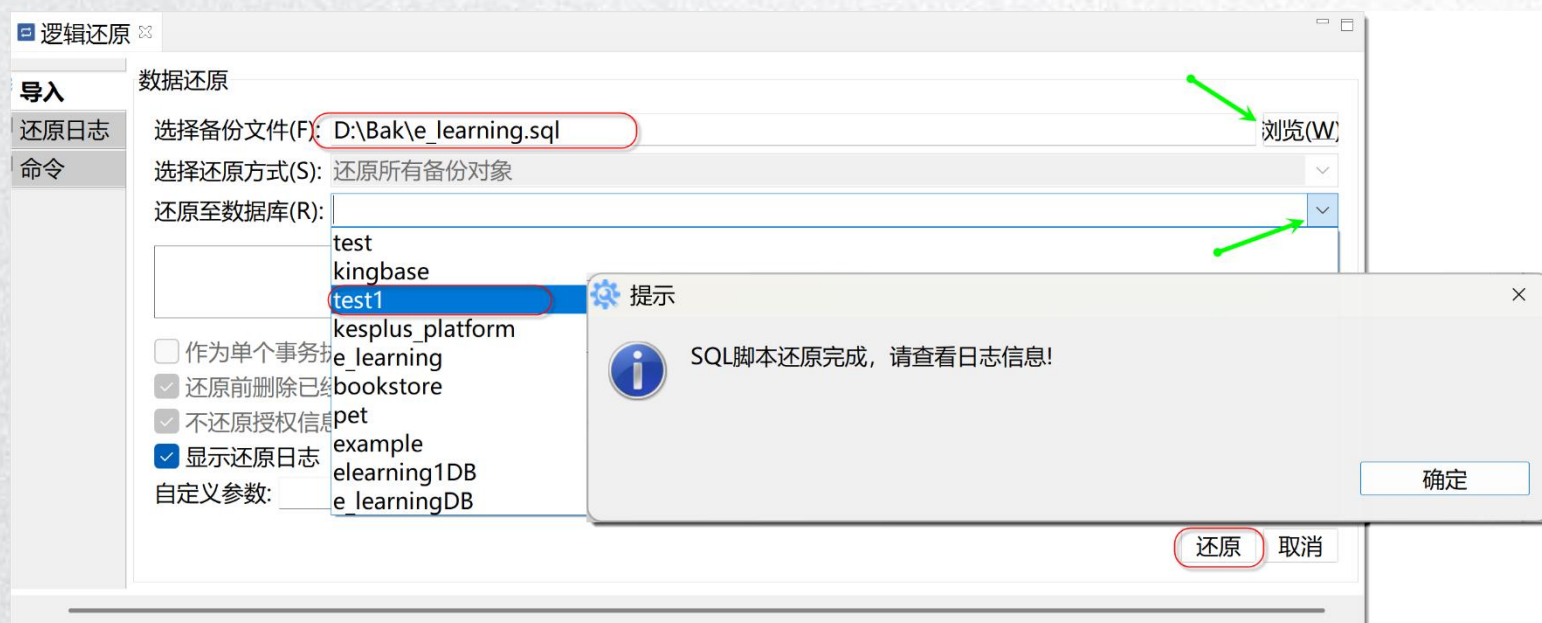 逻辑还原
导入
还原日志
命令
数据还原
选择备份文件(F): D:\Bak\e_learning.sql
浏览(W)
选择还原方式(S): 还原所有备份对象
还原至数据库(R):
test
kingbase
test1
kesplus_platform
e_learning
bookstore
pet
example
elearning1DB
e_learningDB
作为单个事务执
还原前删除已经
不还原授权信息
显示还原日志
自定义参数:
提示
SQL脚本还原完成，请查看日志信息!
确定
还原
取消